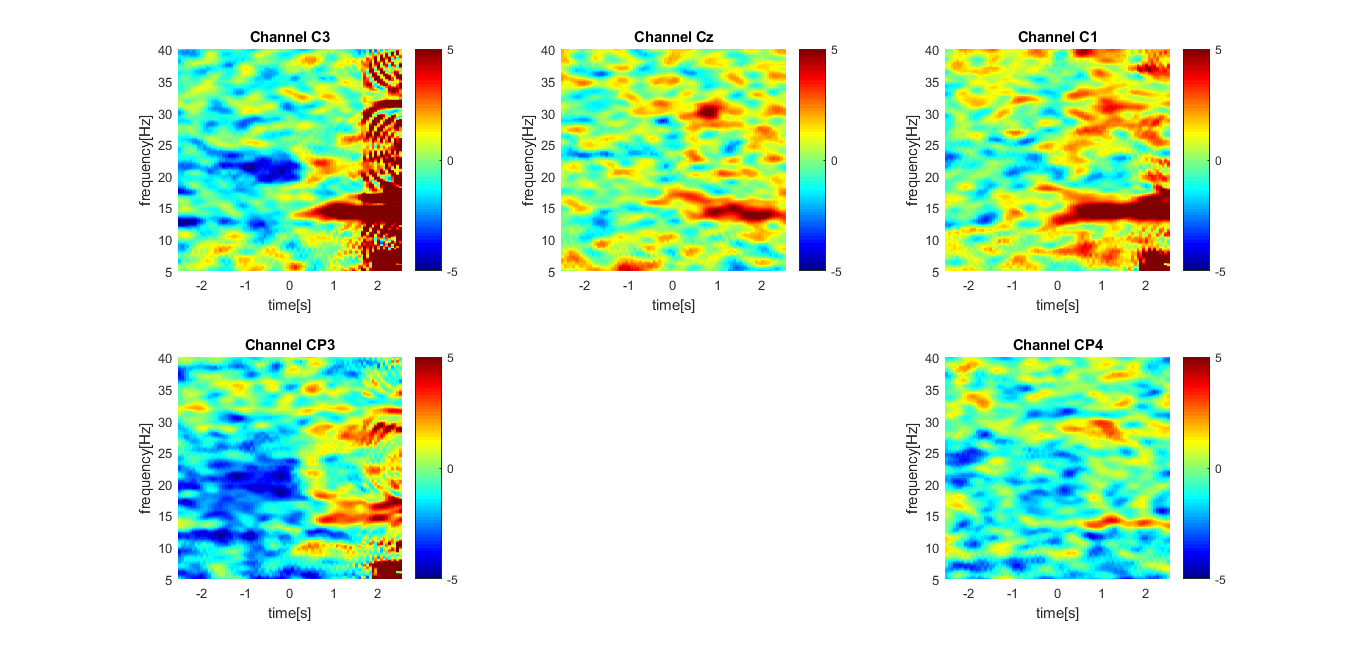 Channel C3
frequency[Hz]
40
35
30
25
20
15
10
5
-2 -1 0 1 2
time[s]
5
0
-5
Channel Cz
frequency[Hz]
40
35
30
25
20
15
10
5
-2 -1 0 1 2
time[s]
5
0
-5
Channel C1
frequency[Hz]
40
35
30
25
20
15
10
5
-2 -1 0 1 2
time[s]
5
0
-5
Channel CP3
frequency[Hz]
40
35
30
25
20
15
10
5
-2 -1 0 1 2
time[s]
5
0
-5
Channel CP4
frequency[Hz]
40
35
30
25
20
15
10
5
-2 -1 0 1 2
time[s]
5
0
-5